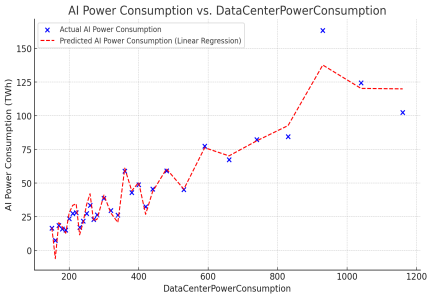 AI Power Consumption vs. DataCenterPowerConsumption
Actual AI Power Consumption
Predicted AI Power Consumption (Linear Regression)
AI Power Consumption (TWh)
150
125
100
75
50
25
0
200
400
600
800
1000
1200
DataCenterPowerConsumption